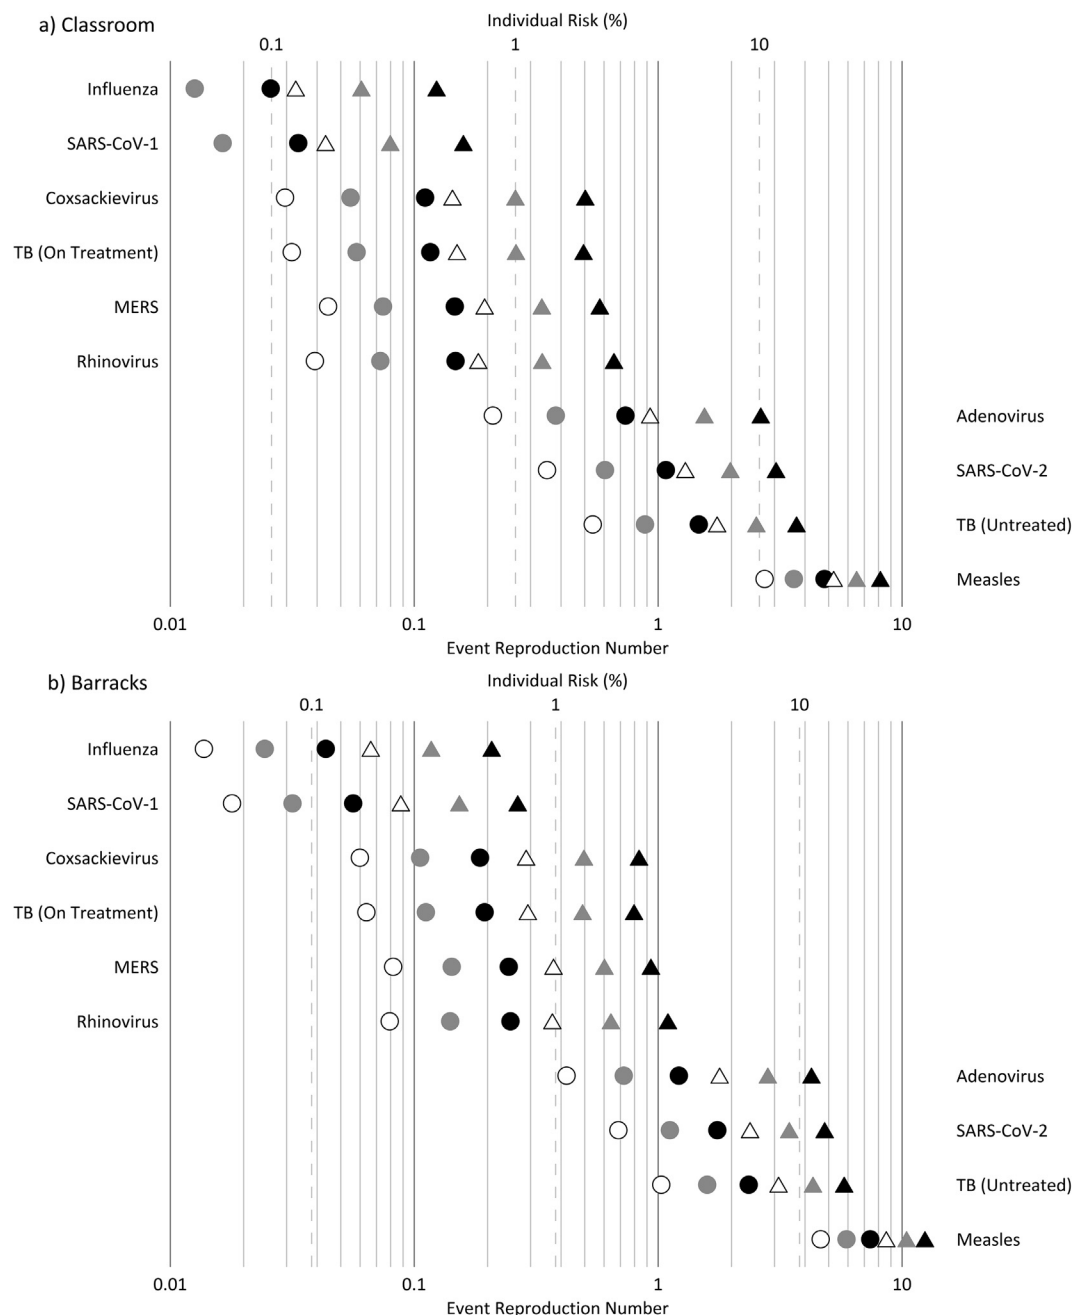 a) Classroom
Individual Risk (%)
0.1 1 10
Influenza
SARS-CoV-1
Coxsackievirus
TB (On Treatment)
MERS
Rhinovirus
Adenovirus
SARS-CoV-2
TB (Untreated)
Measles
0.01 0.1 1 10
Event Reproduction Number
b) Barracks
Individual Risk (%)
0.1 1 10
Influenza
SARS-CoV-1
Coxsackievirus
TB (On Treatment)
MERS
Rhinovirus
Adenovirus
SARS-CoV-2
TB (Untreated)
Measles
0.01 0.1 1 10
Event Reproduction Number